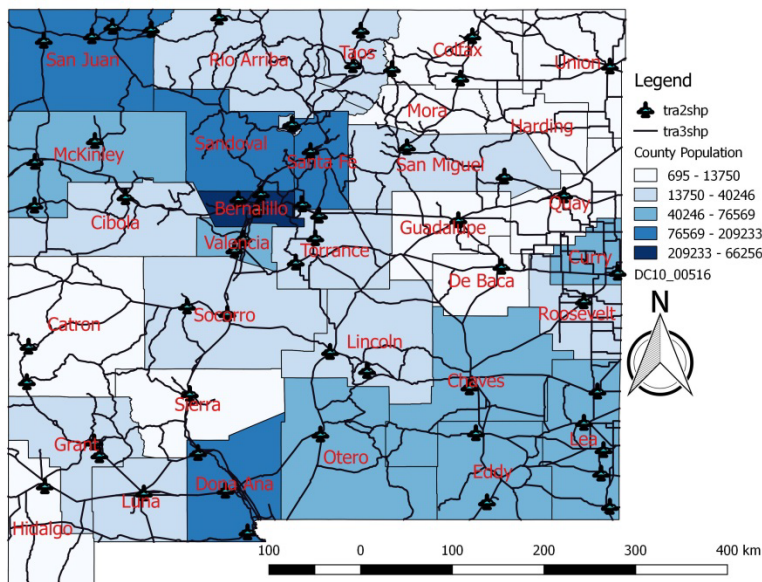 San Juan
Rio Arriba
Taos
Colfax
Union
Mora
Harding
McKinley
Sandoval
Santa Fe
San Miguel
Cibola
Bernalillo
Valencia
Torrance
Guadalupe
Quay
Curry
De Baca
Roosevelt
Catron
Socorro
Lincoln
Chaves
Sierra
Grant
Luna
Dona Ana
Otero
Eddy
Lea
Hidalgo
Legend
tra2shp
tra3shp
County Population
695 - 13750
13750 - 40246
40246 - 76569
76569 - 209233
209233 - 66256
DC10_00516
N
100 0 100 200 300 400 km